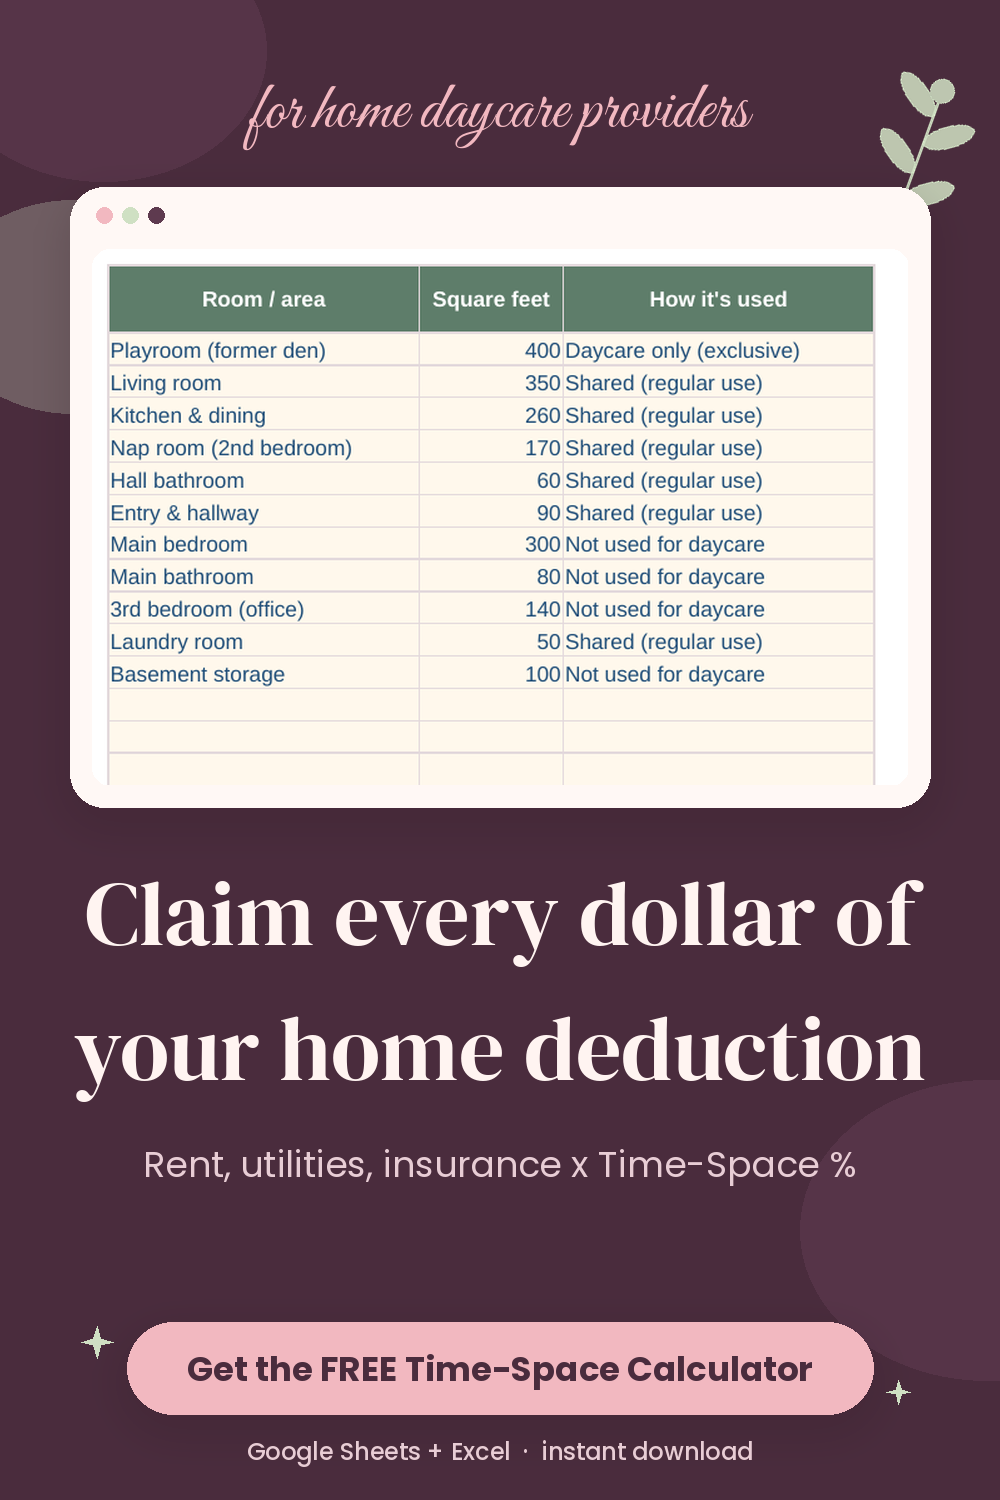 for home daycare providers
Room / area Square feet How it's used
Playroom (former den) 400 Daycare only (exclusive)
Living room 350 Shared (regular use)
Kitchen & dining 260 Shared (regular use)
Nap room (2nd bedroom) 170 Shared (regular use)
Hall bathroom 60 Shared (regular use)
Entry & hallway 90 Shared (regular use)
Main bedroom 300 Not used for daycare
Main bathroom 80 Not used for daycare
3rd bedroom (office) 140 Not used for daycare
Laundry room 50 Shared (regular use)
Basement storage 100 Not used for daycare
Claim every dollar of
your home deduction
Rent, utilities, insurance x Time-Space %
Get the FREE Time-Space Calculator
Google Sheets + Excel · instant download